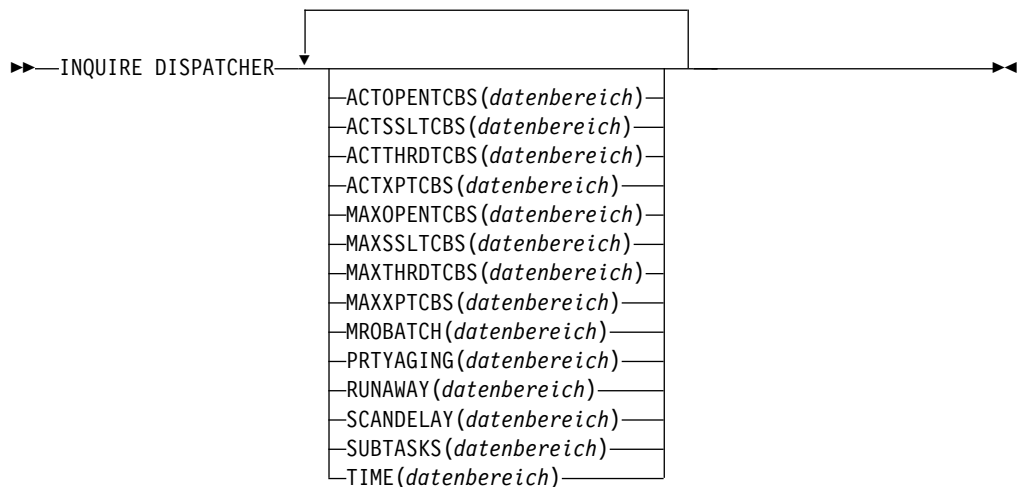 INQUIRE DISPATCHER
ACTOPENTCBS(datenbereich)
ACTSSLTCBS(datenbereich)
ACTTHRDTCBS(datenbereich)
ACTXPTCBS(datenbereich)
MAXOPENTCBS(datenbereich)
MAXSSLTCBS(datenbereich)
MAXTHRDTCBS(datenbereich)
MAXXPTCBS(datenbereich)
MROBATCH(datenbereich)
PRTYAGING(datenbereich)
RUNAWAY(datenbereich)
SCANDELAY(datenbereich)
SUBTASKS(datenbereich)
TIME(datenbereich)